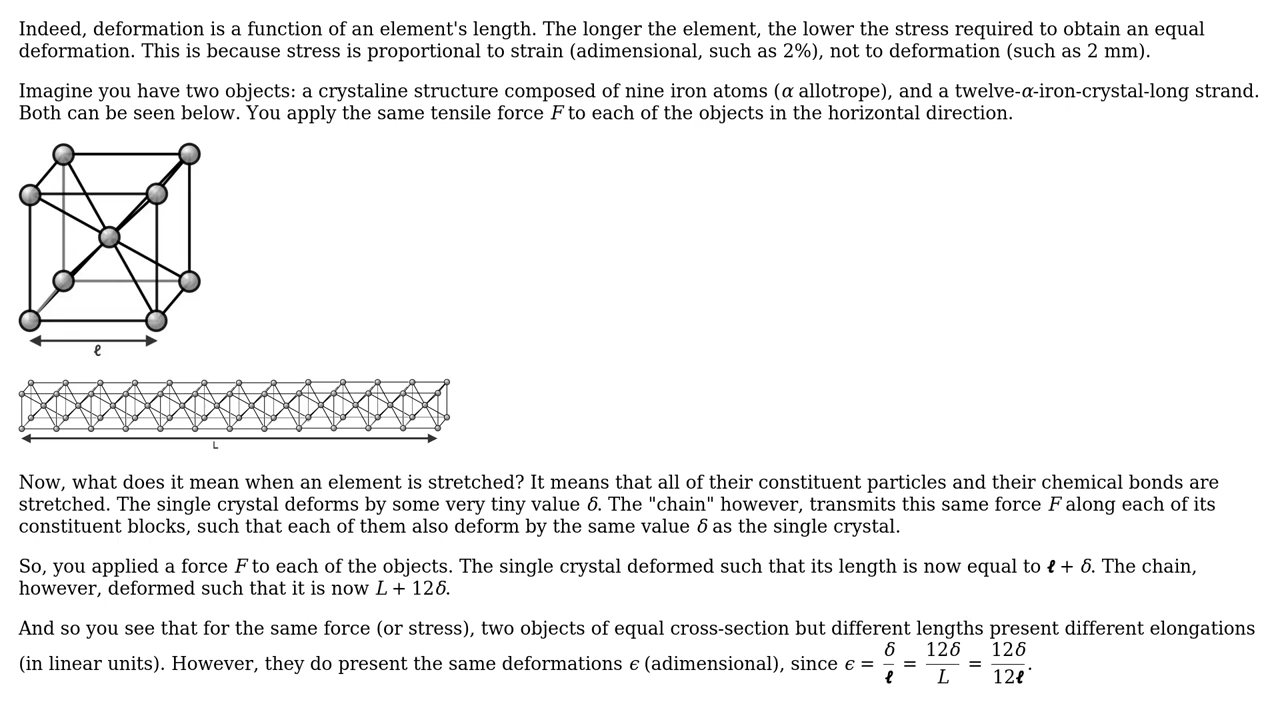 Indeed, deformation is a function of an element's length. The longer the element, the lower the stress required to obtain an equal
deformation. This is because stress is proportional to strain (adimensional, such as 2%), not to deformation (such as 2 mm).
Imagine you have two objects: a crystaline structure composed of nine iron atoms (α allotrope), and a twelve-α-iron-crystal-long strand.
Both can be seen below. You apply the same tensile force F to each of the objects in the horizontal direction.
ℓ
L
Now, what does it mean when an element is stretched? It means that all of their constituent particles and their chemical bonds are
stretched. The single crystal deforms by some very tiny value δ. The "chain" however, transmits this same force F along each of its
constituent blocks, such that each of them also deform by the same value δ as the single crystal.
So, you applied a force F to each of the objects. The single crystal deformed such that its length is now equal to ℓ + δ. The chain,
however, deformed such that it is now L + 12δ.
And so you see that for the same force (or stress), two objects of equal cross-section but different lengths present different elongations
(in linear units). However, they do present the same deformations ϵ (adimensional), since ϵ = δ/ℓ = 12δ/L = 12δ/12ℓ.